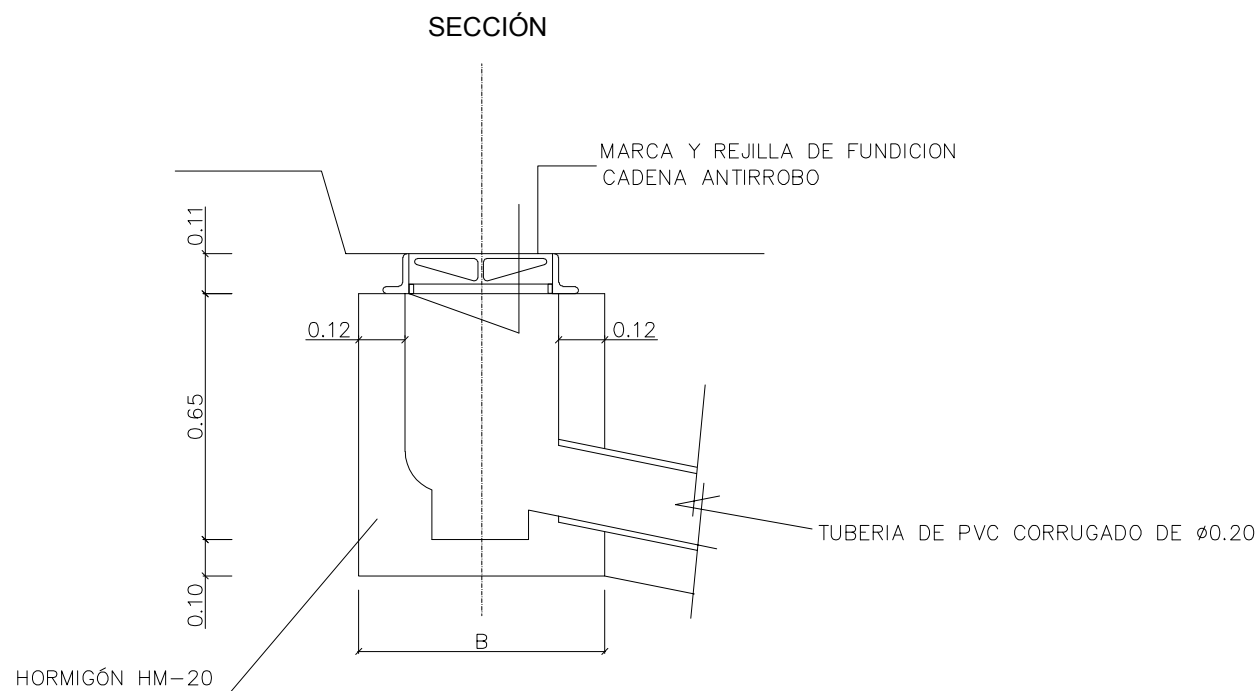 SECCIÓN
MARCA Y REJILLA DE FUNDICION
CADENA ANTIRROBO
0.11
0.12
0.12
0.65
TUBERIA DE PVC CORRUGADO DE ø0.20
0.10
B
HORMIGÓN HM-20